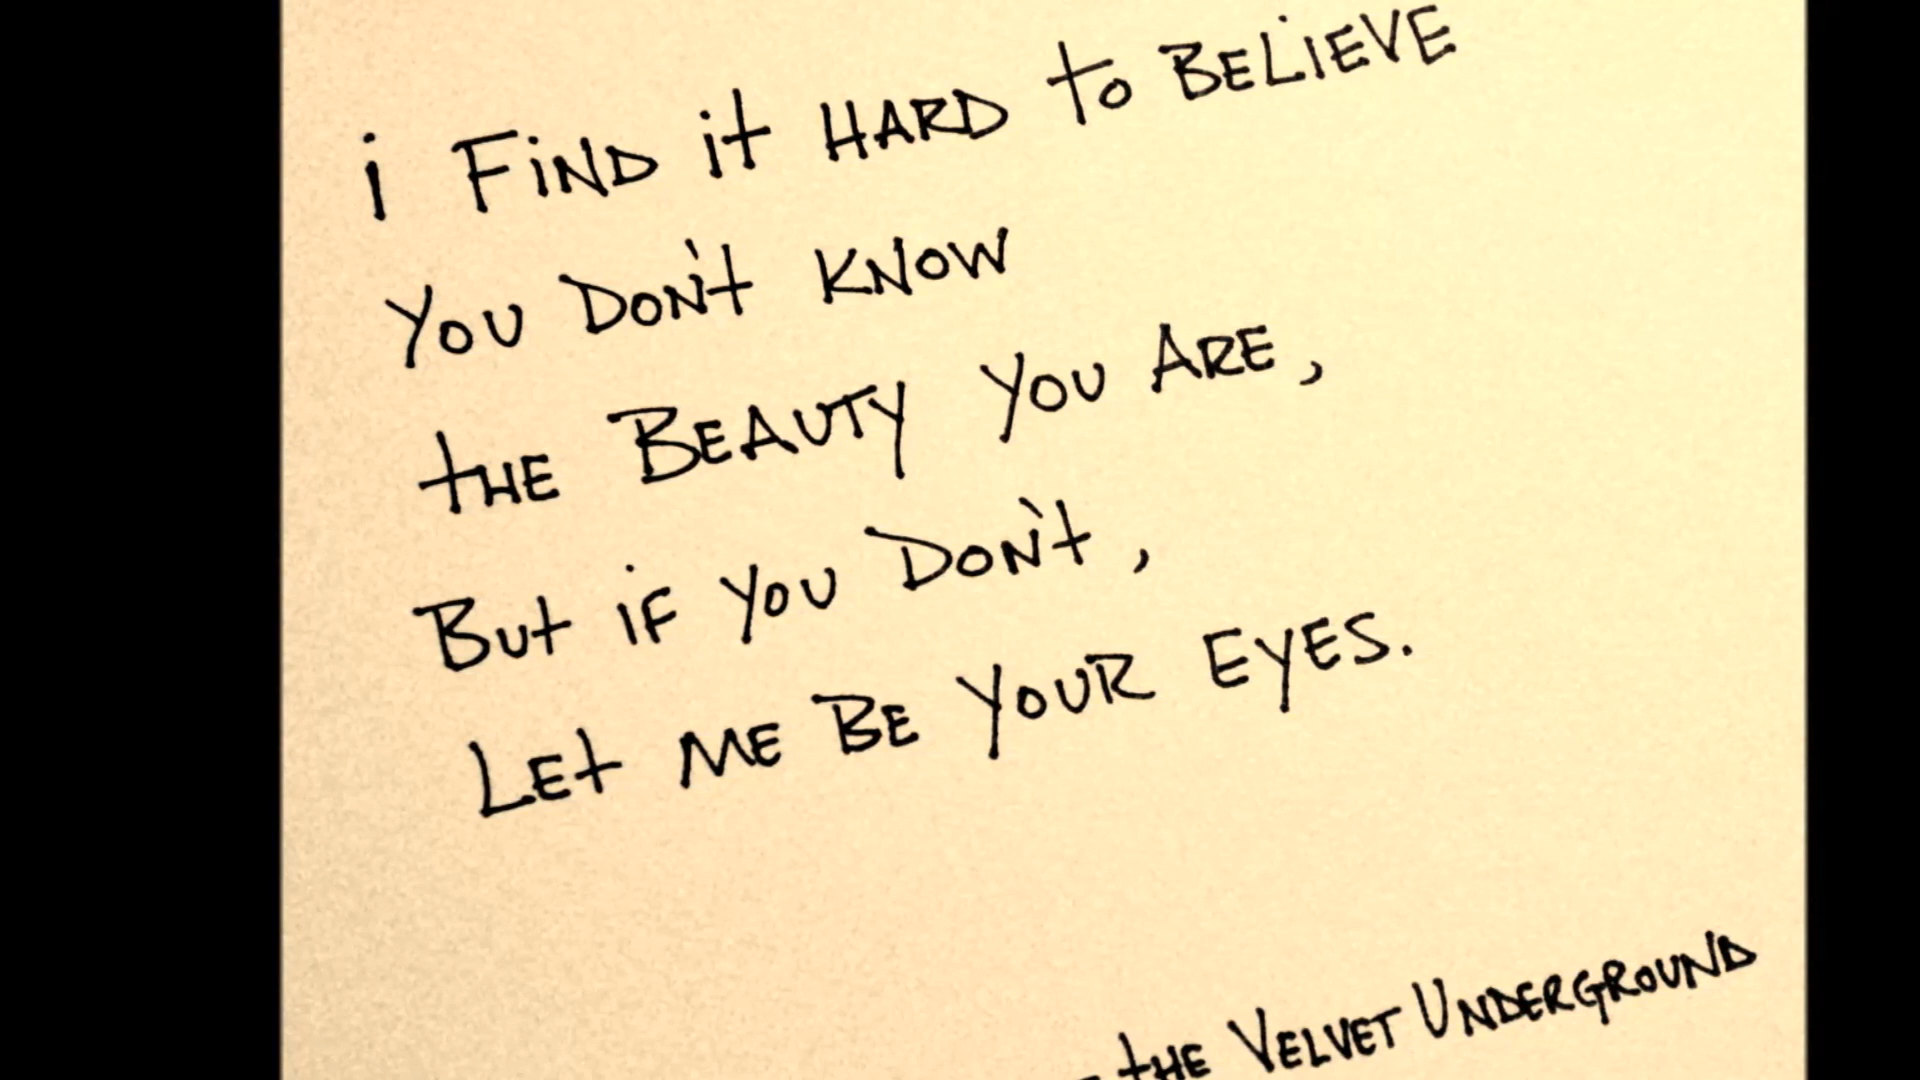 i FiND it HARD to BELiEVE
YOU DON't KNOW
tHE BEAUTY YOU ARE,
But iF YOU DON't,
LEt ME BE YOUR EYES.
- tHE VELVET UNDERGROUND